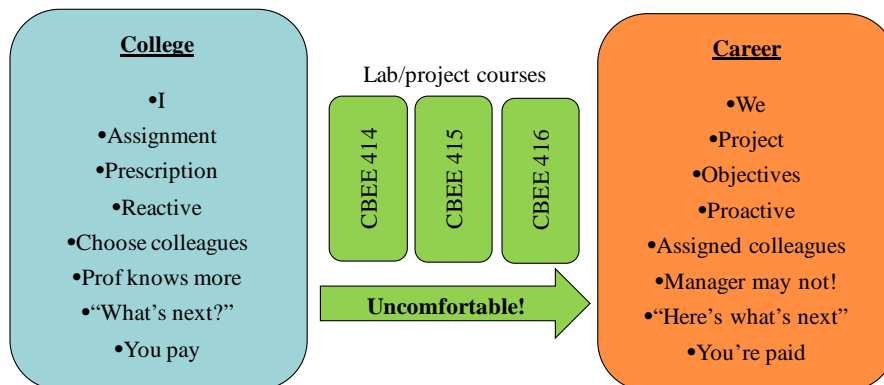 College
•I
•Assignment
•Prescription
•Reactive
•Choose colleagues
•Prof knows more
•“What’s next?”
•You pay
Lab/project courses
CBEE 414
CBEE 415
CBEE 416
Uncomfortable!
Career
•We
•Project
•Objectives
•Proactive
•Assigned colleagues
•Manager may not!
•“Here’s what’s next”
•You’re paid